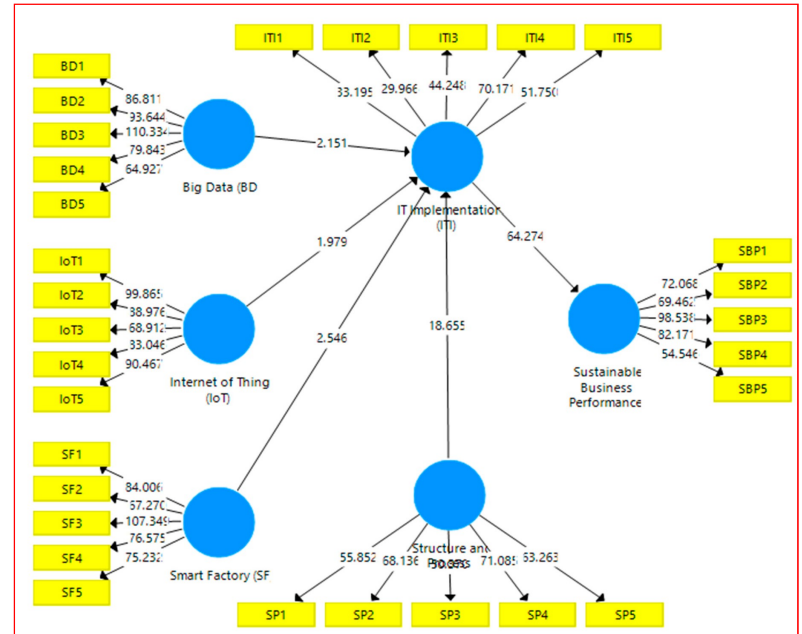 ITI1 ITI2 ITI3 ITI4 ITI5
BD1
BD2
BD3
BD4
BD5
86.811
93.644
110.334
79.843
64.927
33.195 29.966 44.248 70.171 51.750
2.151
Big Data (BD
IT Implementation
(ITI)
IoT1
IoT2
IoT3
IoT4
IoT5
99.865
38.976
68.912
33.046
90.467
1.979
64.274
Internet of Thing
(IoT)
SBP1
SBP2
SBP3
SBP4
SBP5
72.068
69.462
98.538
82.171
54.546
Sustainable
Business
Performance
2.546
18.655
SF1
SF2
SF3
SF4
SF5
84.006
107.349
76.575
75.232
Smart Factory (SF
Structure and
Process
55.852 68.136 71.085
SP1 SP2 SP3 SP4 SP5